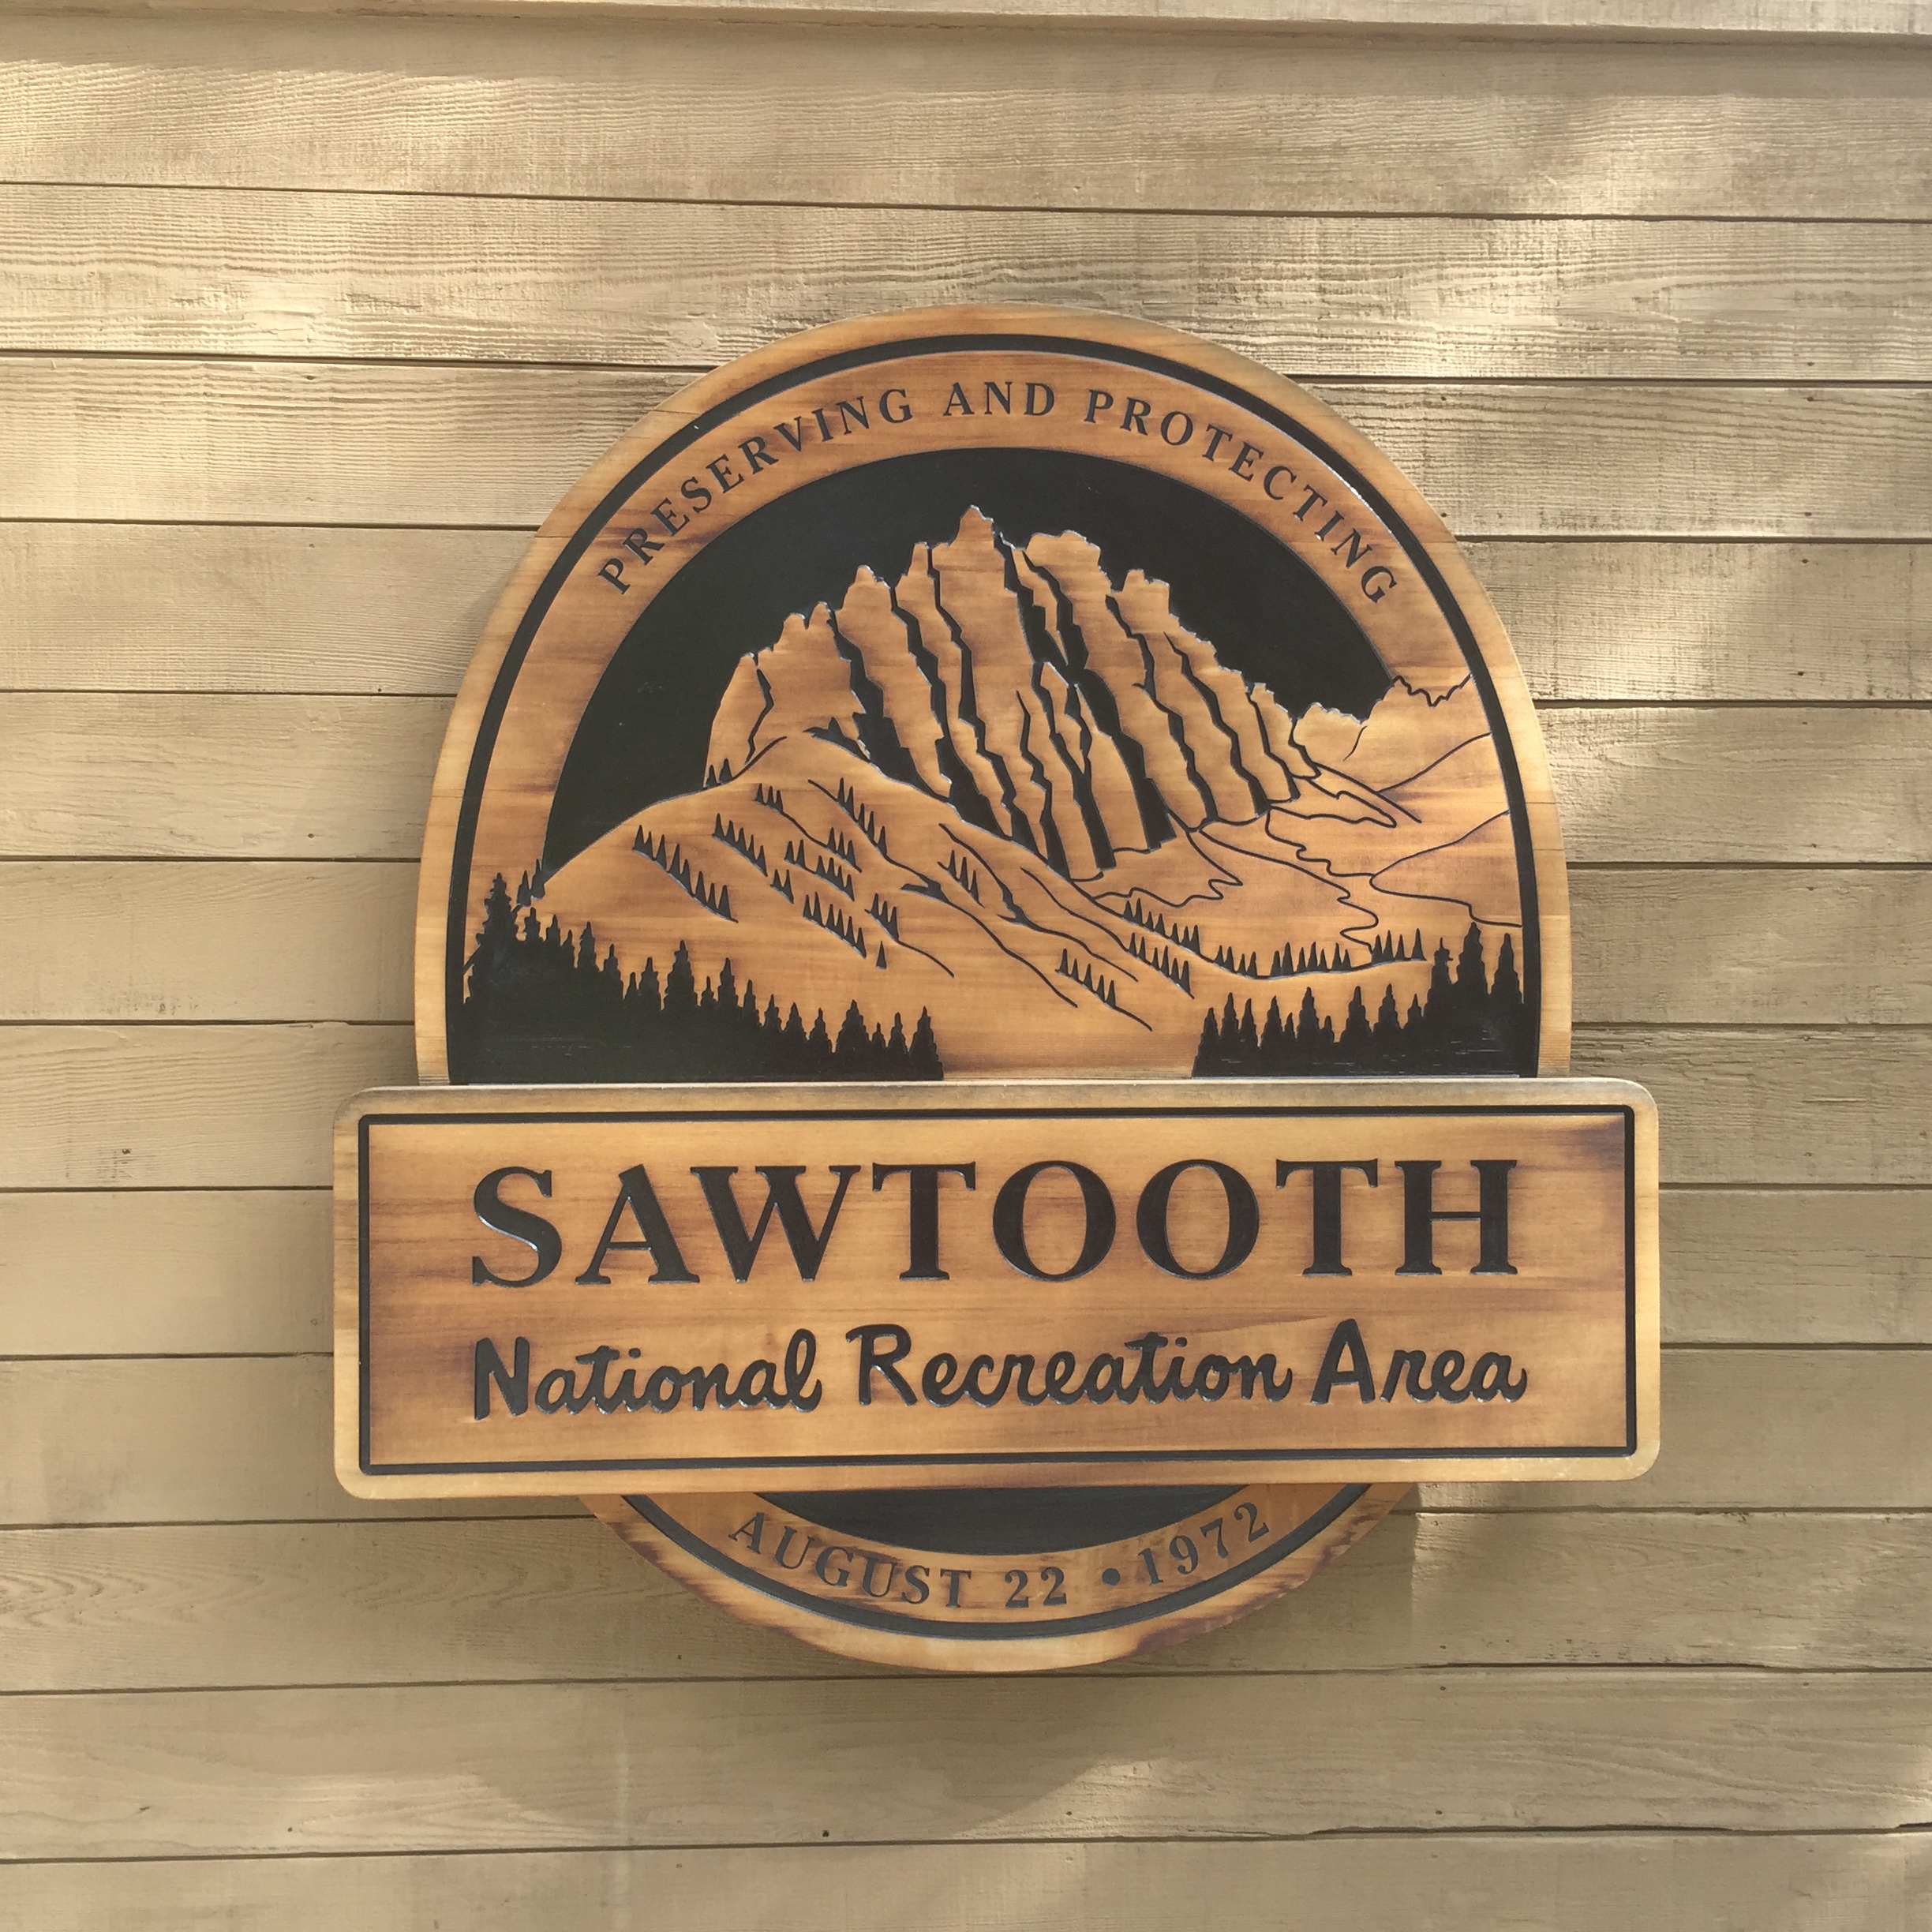 PRESERVING AND PROTECTING
SAWTOOTH
National Recreation Area
AUGUST 22 • 1972